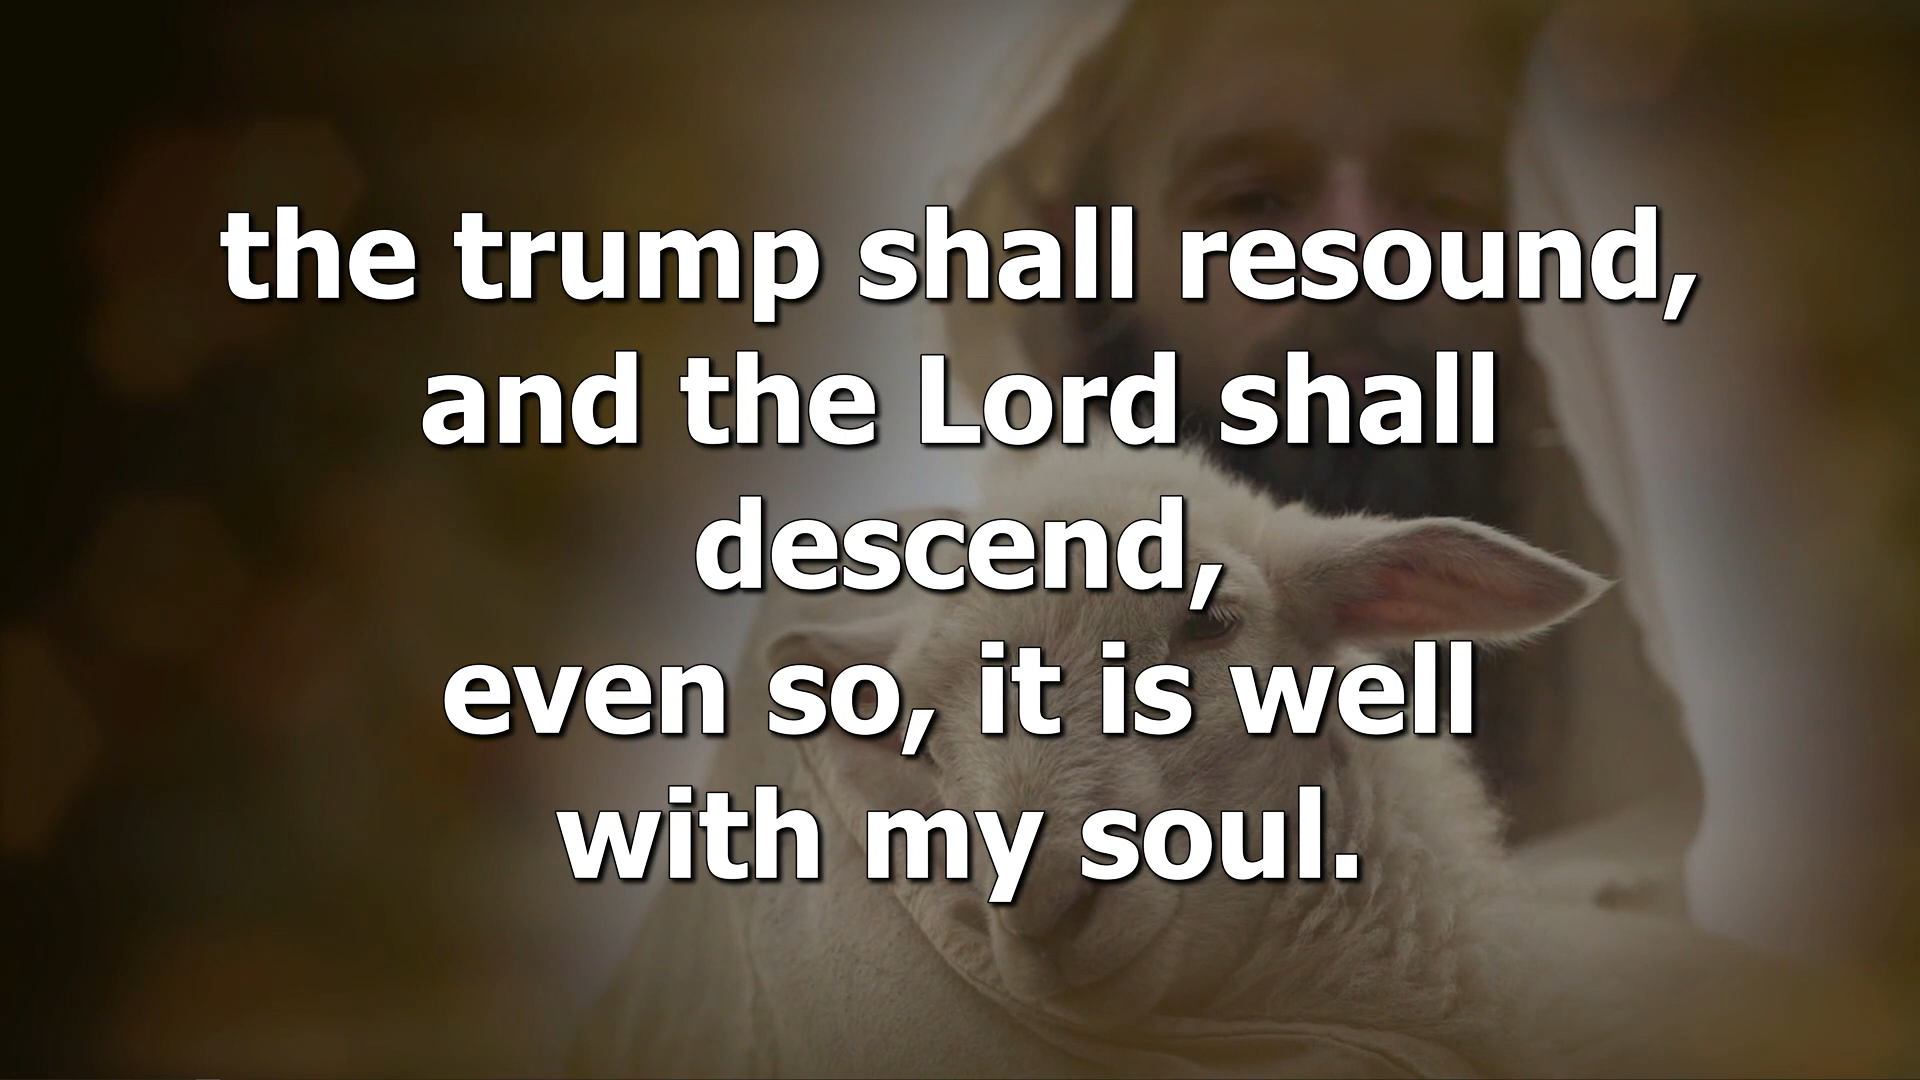 the trump shall resound,
and the Lord shall
descend,
even so, it is well
with my soul.